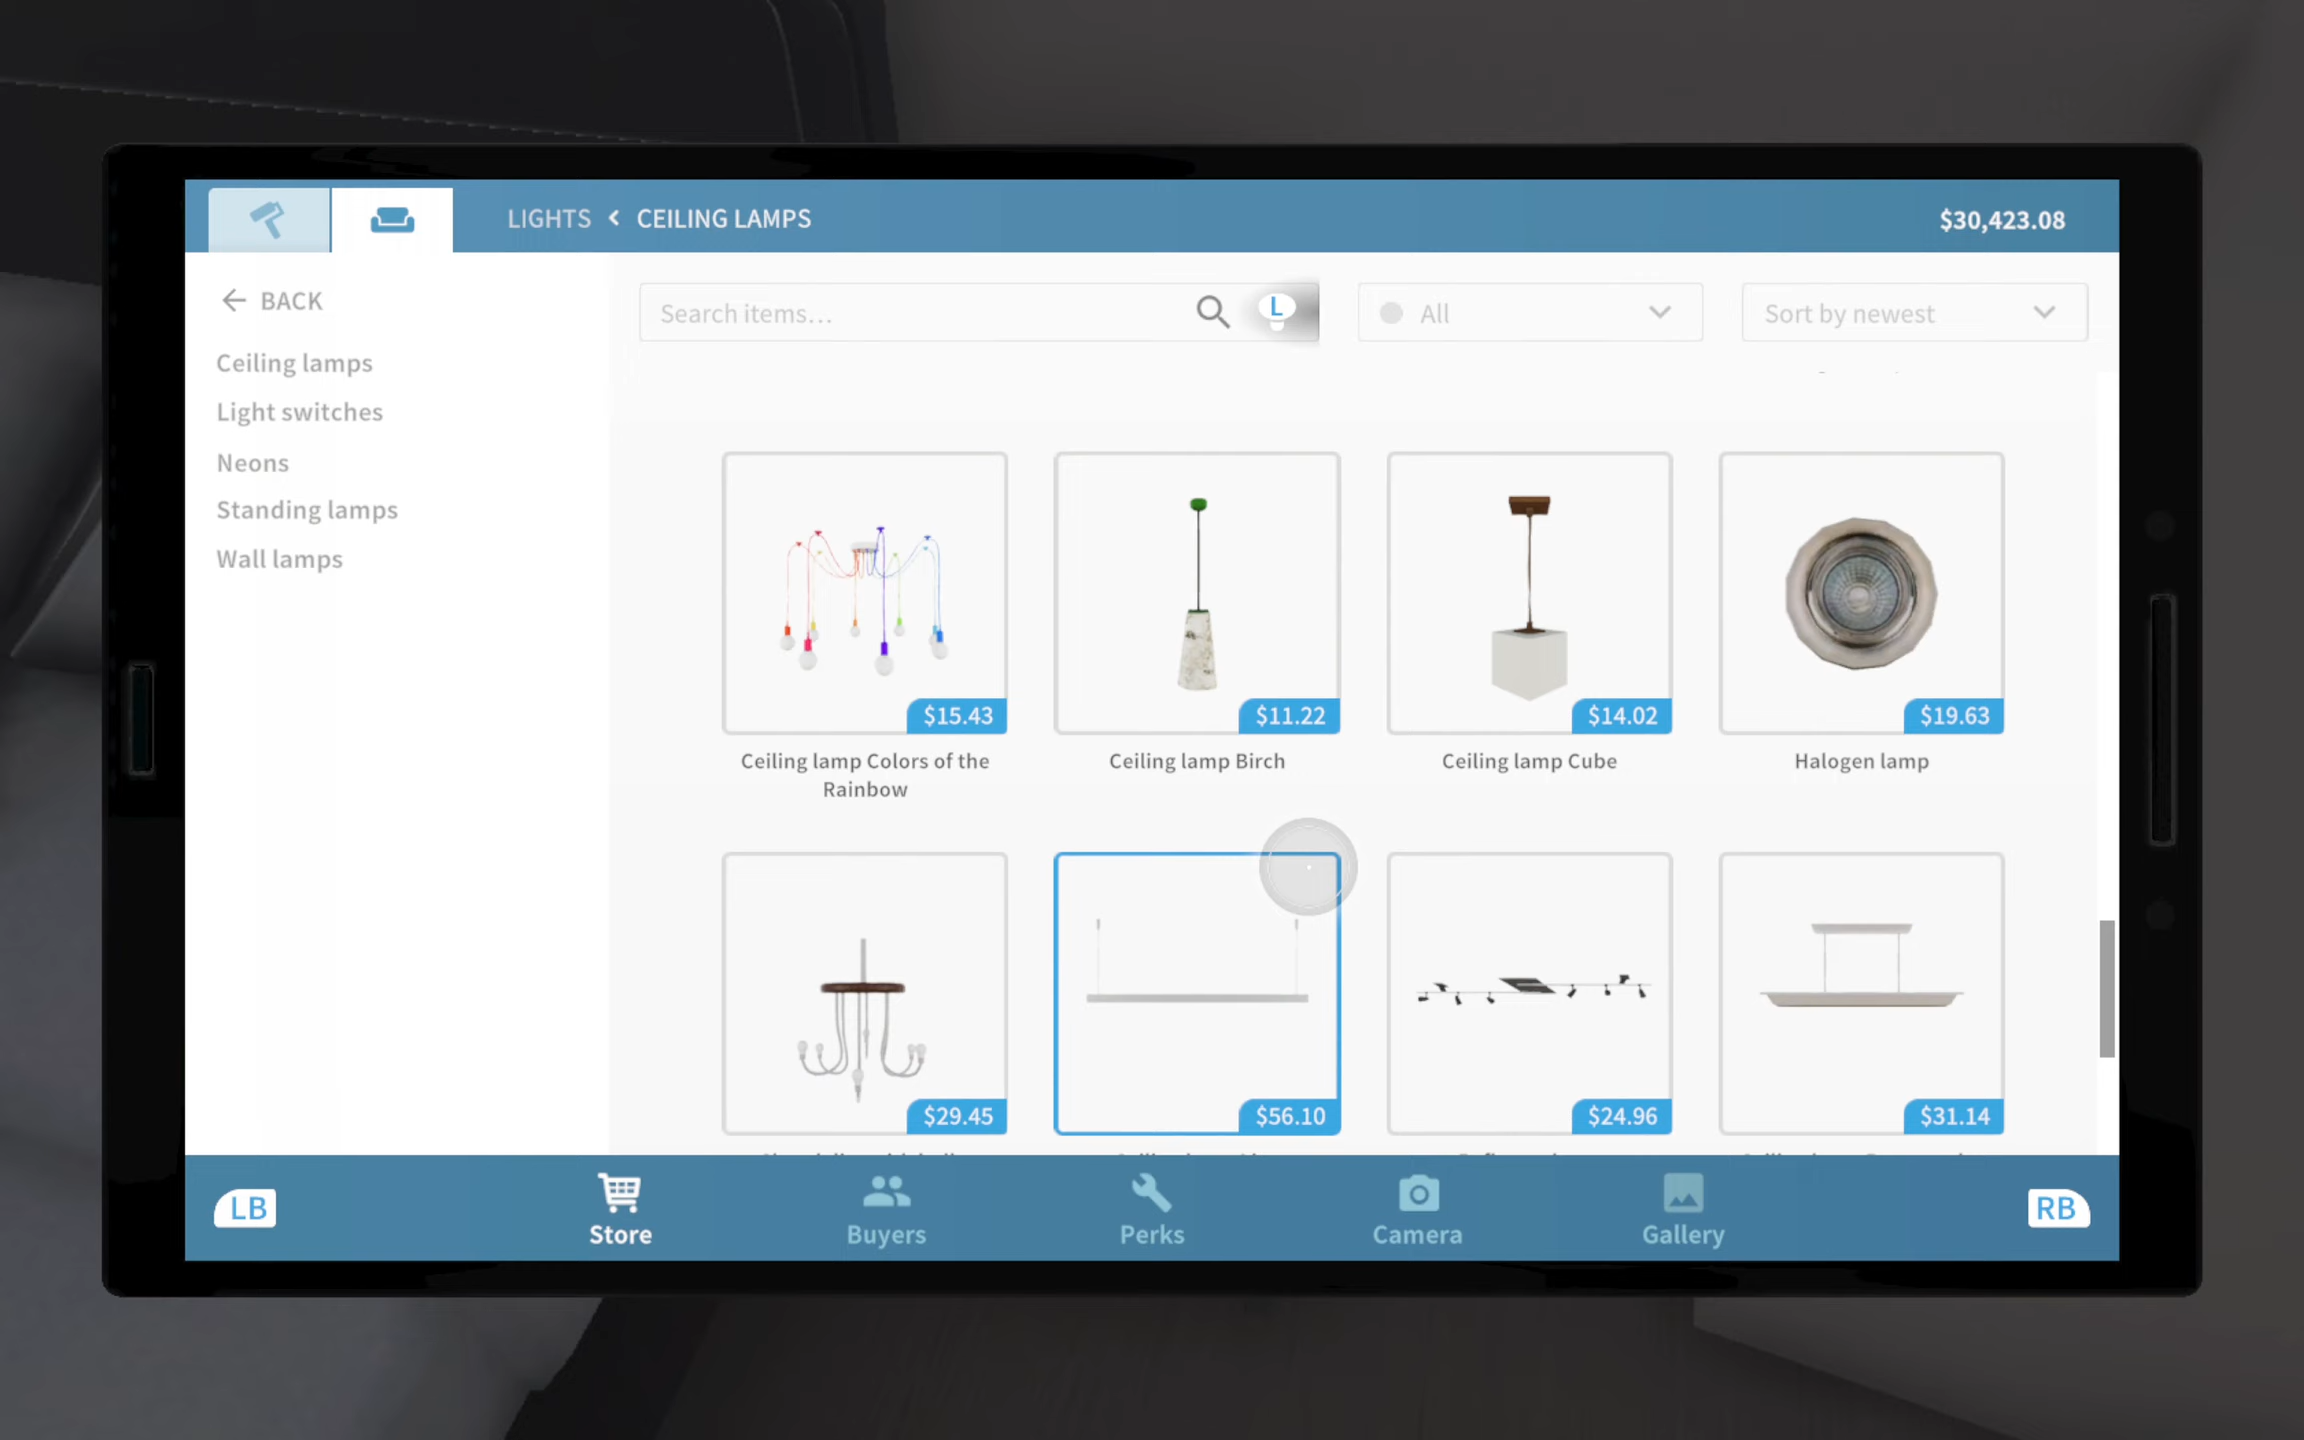 LIGHTS < CEILING LAMPS
$30,423.08
BACK
Search items...
L
All
Sort by newest
Ceiling lamps
Light switches
Neons
Standing lamps
Wall lamps
$15.43
$11.22
$14.02
$19.63
Ceiling lamp Colors of the
Rainbow
Ceiling lamp Birch
Ceiling lamp Cube
Halogen lamp
$29.45
$56.10
$24.96
$31.14
LB
Store
Buyers
Perks
Camera
Gallery
RB